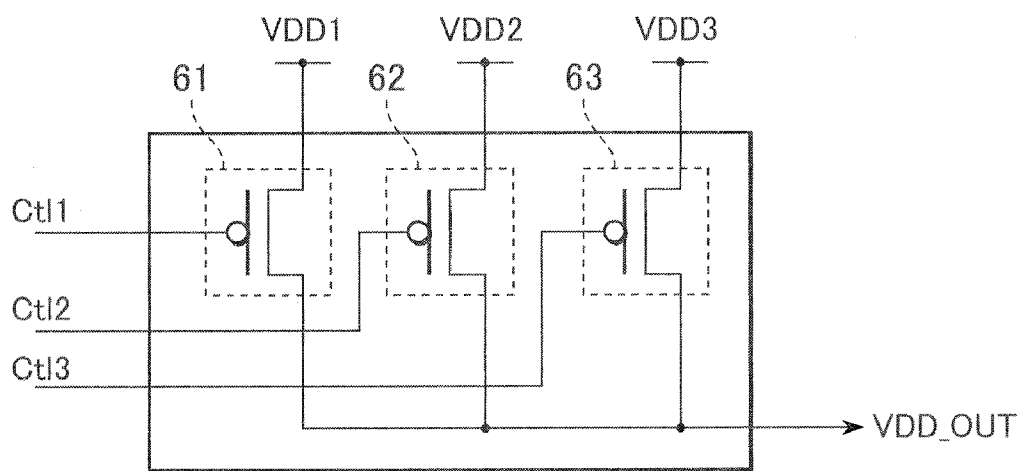 VDD1
VDD2
VDD3
61
62
63
Ctl1
Ctl2
Ctl3
VDD_OUT